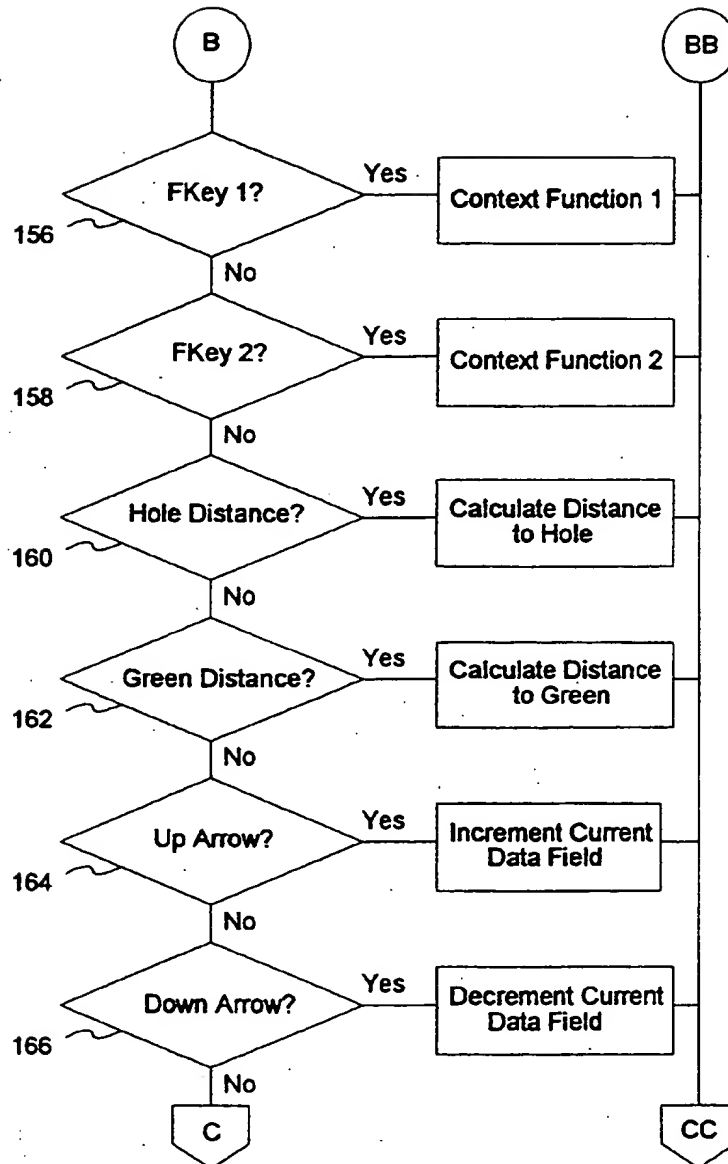 B
BB
FKey 1?
Yes
Context Function 1
156
No
FKey 2?
Yes
Context Function 2
158
No
Hole Distance?
Yes
Calculate Distance
to Hole
160
No
Green Distance?
Yes
Calculate Distance
to Green
162
No
Up Arrow?
Yes
Increment Current
Data Field
164
No
Down Arrow?
Yes
Decrement Current
Data Field
166
No
C
CC